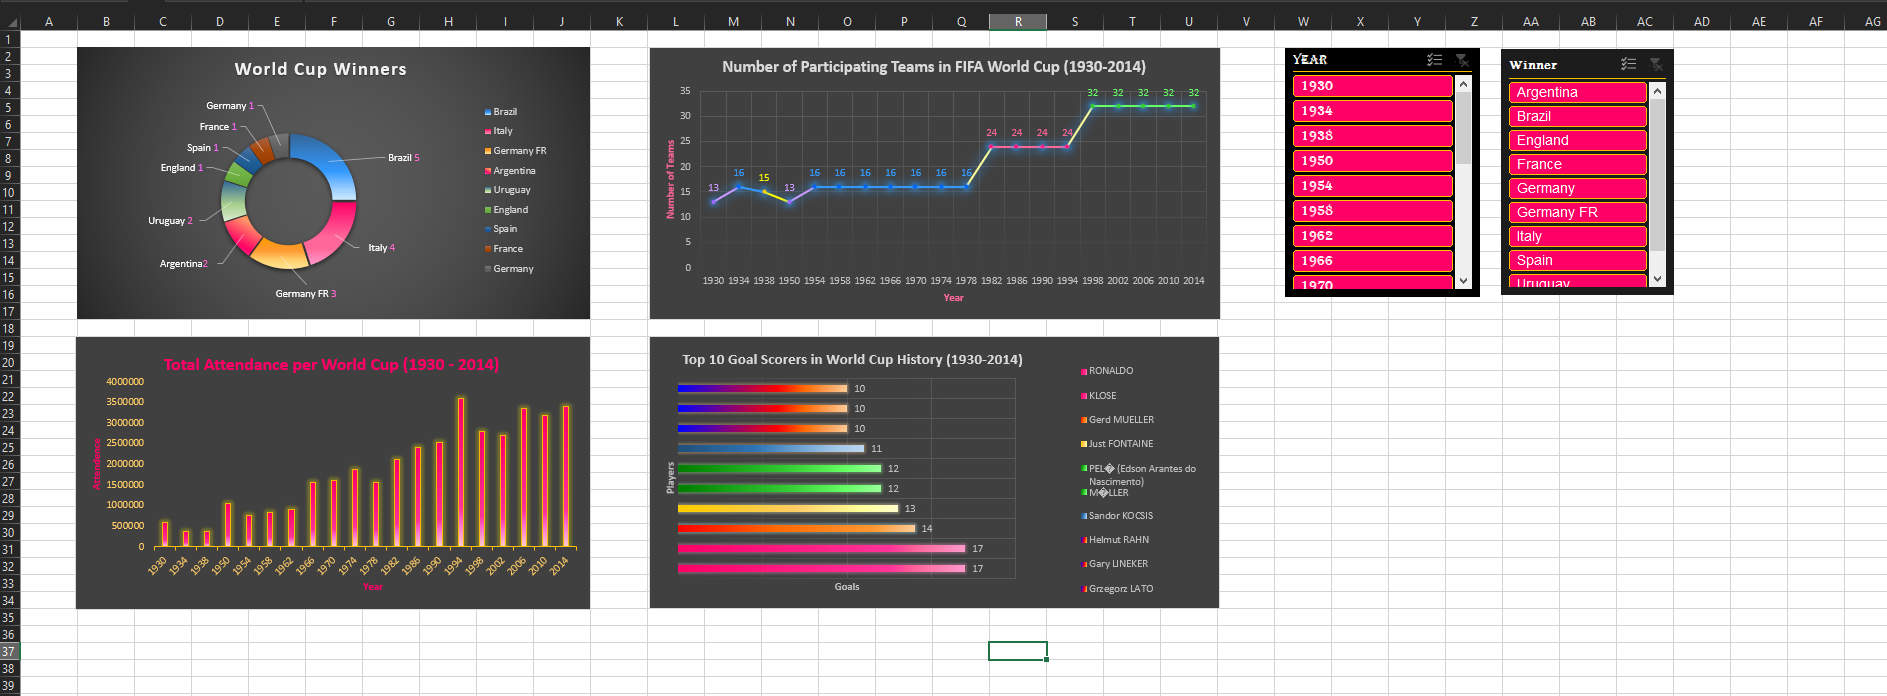 A B C D E F G H I J K L M N O P Q R S T U V W X Y Z AA AB AC AD AE AF AG
1
2
3
4
5
6
7
8
9
10
11
12
13
14
15
16
17
18
19
20
21
22
23
24
25
26
27
28
29
30
31
32
33
34
35
36
37
38
39
World Cup Winners
Germany 1
France 1
Spain 1
England 1
Uruguay 2
Argentina2
Germany FR 3
Italy 4
Brazil 5
Brazil
Italy
Germany FR
Argentina
Uruguay
England
Spain
France
Germany
Number of Participating Teams in FIFA World Cup (1930-2014)
Number of Teams
35
30
25
20
15
10
5
0
13 16 15 13 16 16 16 16 16 16 16 24 24 24 24 32 32 32 32 32
1930 1934 1938 1950 1954 1958 1962 1966 1970 1974 1978 1982 1986 1990 1994 1998 2002 2006 2010 2014
Year
YEAR
1930
1934
1938
1950
1954
1958
1962
1966
1970
Winner
Argentina
Brazil
England
France
Germany
Germany FR
Italy
Spain
Uruguay
Total Attendance per World Cup (1930 - 2014)
Attendance
4000000
3500000
3000000
2500000
2000000
1500000
1000000
500000
0
1930 1934 1938 1950 1954 1958 1962 1966 1970 1974 1978 1982 1986 1990 1994 1998 2002 2006 2010 2014
Year
Top 10 Goal Scorers in World Cup History (1930-2014)
Players
10
10
10
11
12
12
13
14
17
17
Goals
RONALDO
KLOSE
Gerd MUELLER
Just FONTAINE
PEL� (Edson Arantes do
Nascimento)
M�LLER
Sandor KOCSIS
Helmut RAHN
Gary LINEKER
Grzegorz LATO